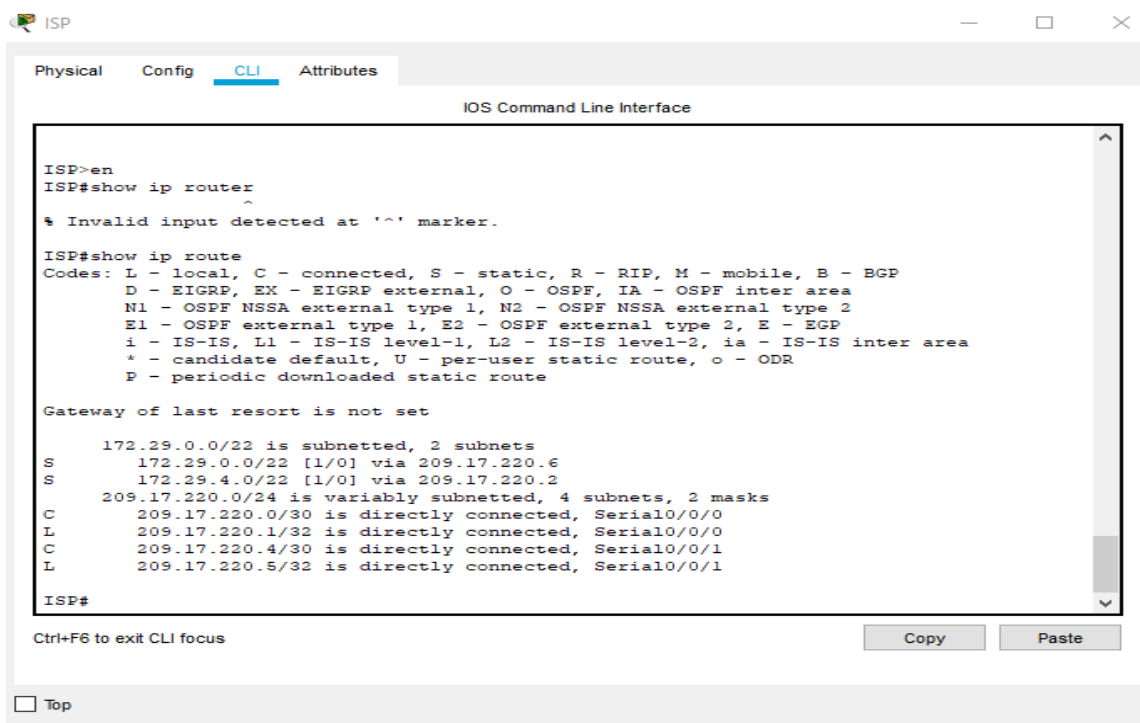 ISP
Physical Config CLI Attributes
IOS Command Line Interface
ISP>en
ISP#show ip router
^
% Invalid input detected at '^' marker.
ISP#show ip route
Codes: L - local, C - connected, S - static, R - RIP, M - mobile, B - BGP
D - EIGRP, EX - EIGRP external, O - OSPF, IA - OSPF inter area
N1 - OSPF NSSA external type 1, N2 - OSPF NSSA external type 2
E1 - OSPF external type 1, E2 - OSPF external type 2, E - EGP
i - IS-IS, L1 - IS-IS level-1, L2 - IS-IS level-2, ia - IS-IS inter area
* - candidate default, U - per-user static route, o - ODR
P - periodic downloaded static route
Gateway of last resort is not set
172.29.0.0/22 is subnetted, 2 subnets
S 172.29.0.0/22 [1/0] via 209.17.220.6
S 172.29.4.0/22 [1/0] via 209.17.220.2
209.17.220.0/24 is variably subnetted, 4 subnets, 2 masks
C 209.17.220.0/30 is directly connected, Serial0/0/0
L 209.17.220.1/32 is directly connected, Serial0/0/0
C 209.17.220.4/30 is directly connected, Serial0/0/1
L 209.17.220.5/32 is directly connected, Serial0/0/1
ISP#
Ctrl+F6 to exit CLI focus
Copy Paste
Top